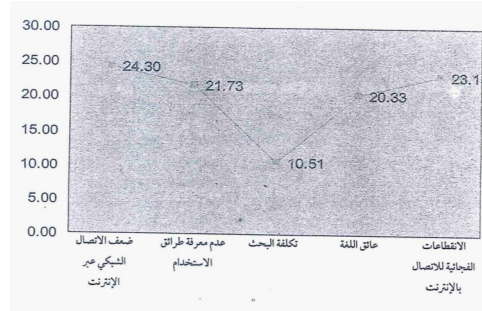 30.00
25.00
20.00
15.00
10.00
5.00
0.00
24.30
21.73
10.51
20.33
23.1
ضعف الاتصال
الشبكي عبر
الإنترنت
عدم معرفة طرائق
الاستخدام
تكلفة البحث
عائق اللغة
الانقطاعات
الفجائية للاتصال
بالإنترنت